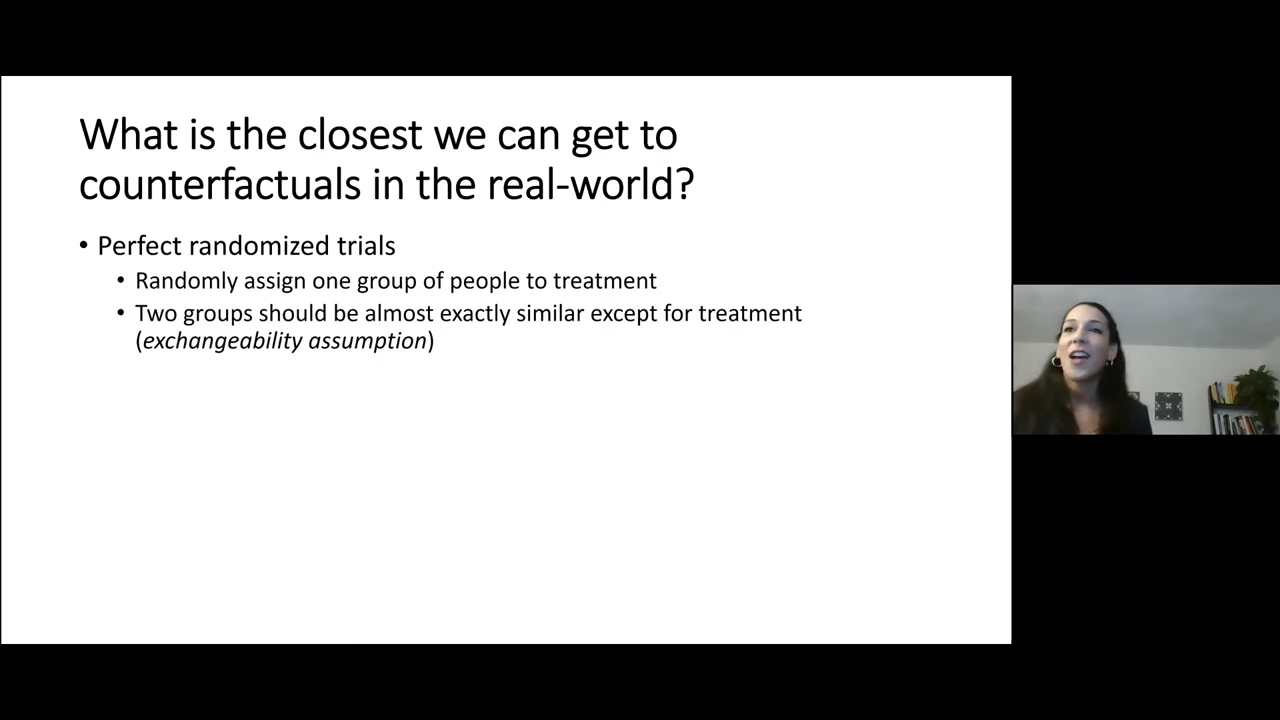 What is the closest we can get to
counterfactuals in the real-world?
• Perfect randomized trials
• Randomly assign one group of people to treatment
• Two groups should be almost exactly similar except for treatment
(exchangeability assumption)